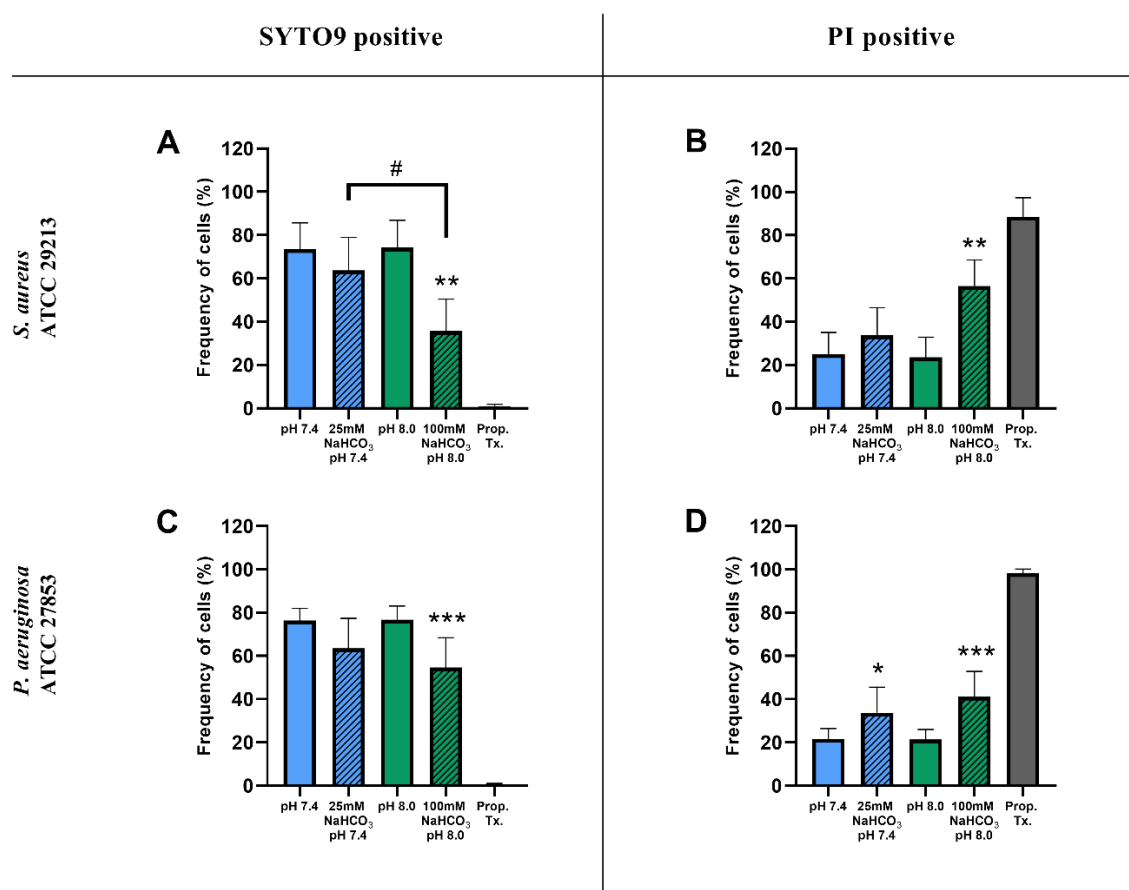 SYTO9 positive
PI positive
S. aureus
ATCC 29213
A
Frequency of cells (%)
120
100
80
60
40
20
0
#
**
pH 7.4
25mM
NaHCO₃
pH 7.4
pH 8.0
100mM
NaHCO₃
pH 8.0
Prop.
Tx.
B
Frequency of cells (%)
120
100
80
60
40
20
0
**
pH 7.4
25mM
NaHCO₃
pH 7.4
pH 8.0
100mM
NaHCO₃
pH 8.0
Prop.
Tx.
P. aeruginosa
ATCC 27853
C
Frequency of cells (%)
120
100
80
60
40
20
0
***
pH 7.4
25mM
NaHCO₃
pH 7.4
pH 8.0
100mM
NaHCO₃
pH 8.0
Prop.
Tx.
D
Frequency of cells (%)
120
100
80
60
40
20
0
*
***
pH 7.4
25mM
NaHCO₃
pH 7.4
pH 8.0
100mM
NaHCO₃
pH 8.0
Prop.
Tx.